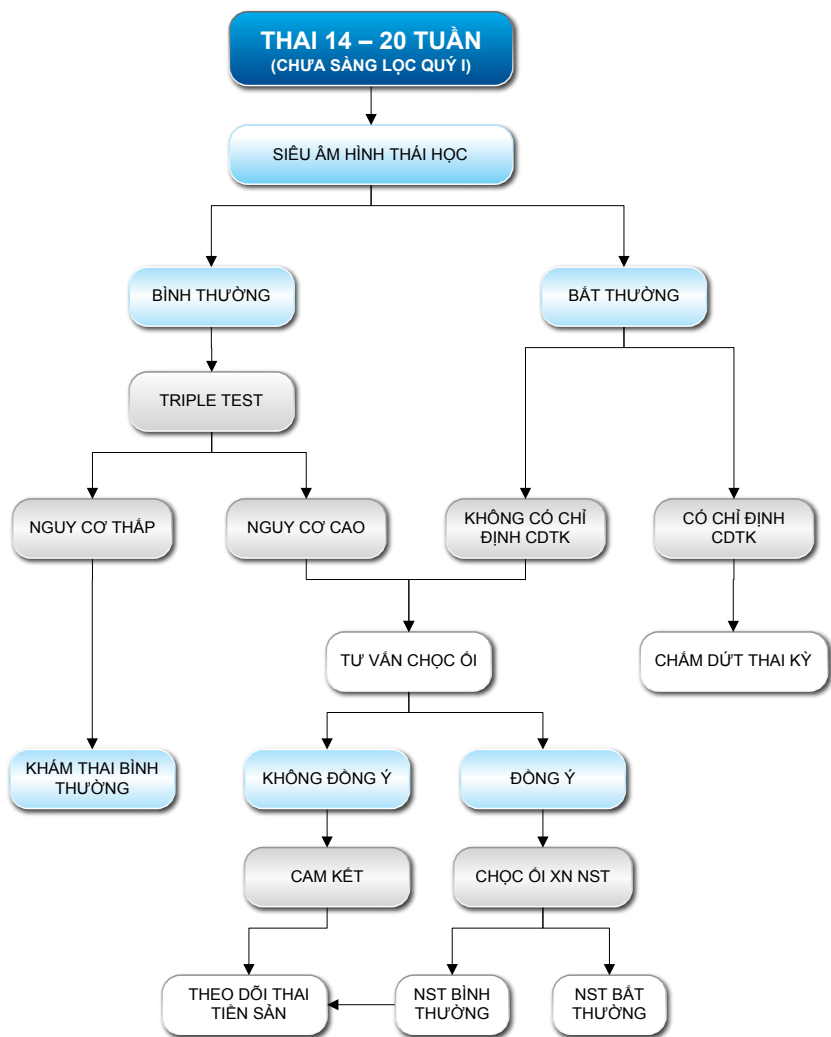 THAI 14 – 20 TUẦN
(CHƯA SÀNG LỌC QUÝ I)
SIÊU ÂM HÌNH THÁI HỌC
BÌNH THƯỜNG
BẤT THƯỜNG
TRIPLE TEST
NGUY CƠ THẤP
NGUY CƠ CAO
KHÔNG CÓ CHỈ
ĐỊNH CDTK
CÓ CHỈ ĐỊNH
CDTK
TƯ VẤN CHỌC ỐI
CHẤM DỨT THAI KỲ
KHÁM THAI BÌNH
THƯỜNG
KHÔNG ĐỒNG Ý
ĐỒNG Ý
CAM KẾT
CHỌC ỐI XN NST
THEO DÕI THAI
TIỀN SẢN
NST BÌNH
THƯỜNG
NST BẤT
THƯỜNG